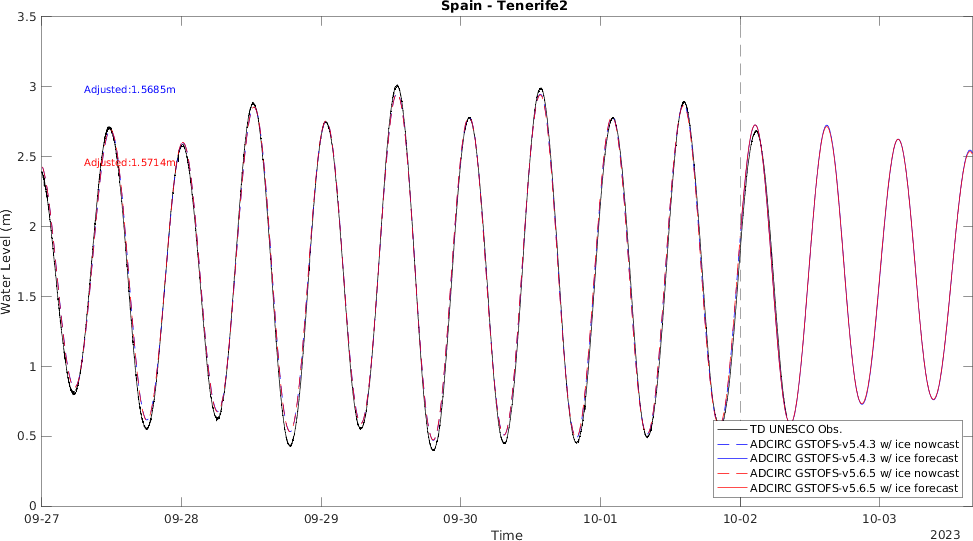 Spain - Tenerife2
3.5
3
2.5
2
1.5
1
0.5
0
Water Level (m)
Adjusted:1.5685m
Adjusted:1.5714m
TD UNESCO Obs.
ADCIRC GSTOFS-v5.4.3 w/ ice nowcast
ADCIRC GSTOFS-v5.4.3 w/ ice forecast
ADCIRC GSTOFS-v5.6.5 w/ ice nowcast
ADCIRC GSTOFS-v5.6.5 w/ ice forecast
09-27 09-28 09-29 09-30 10-01 10-02 10-03
Time
2023